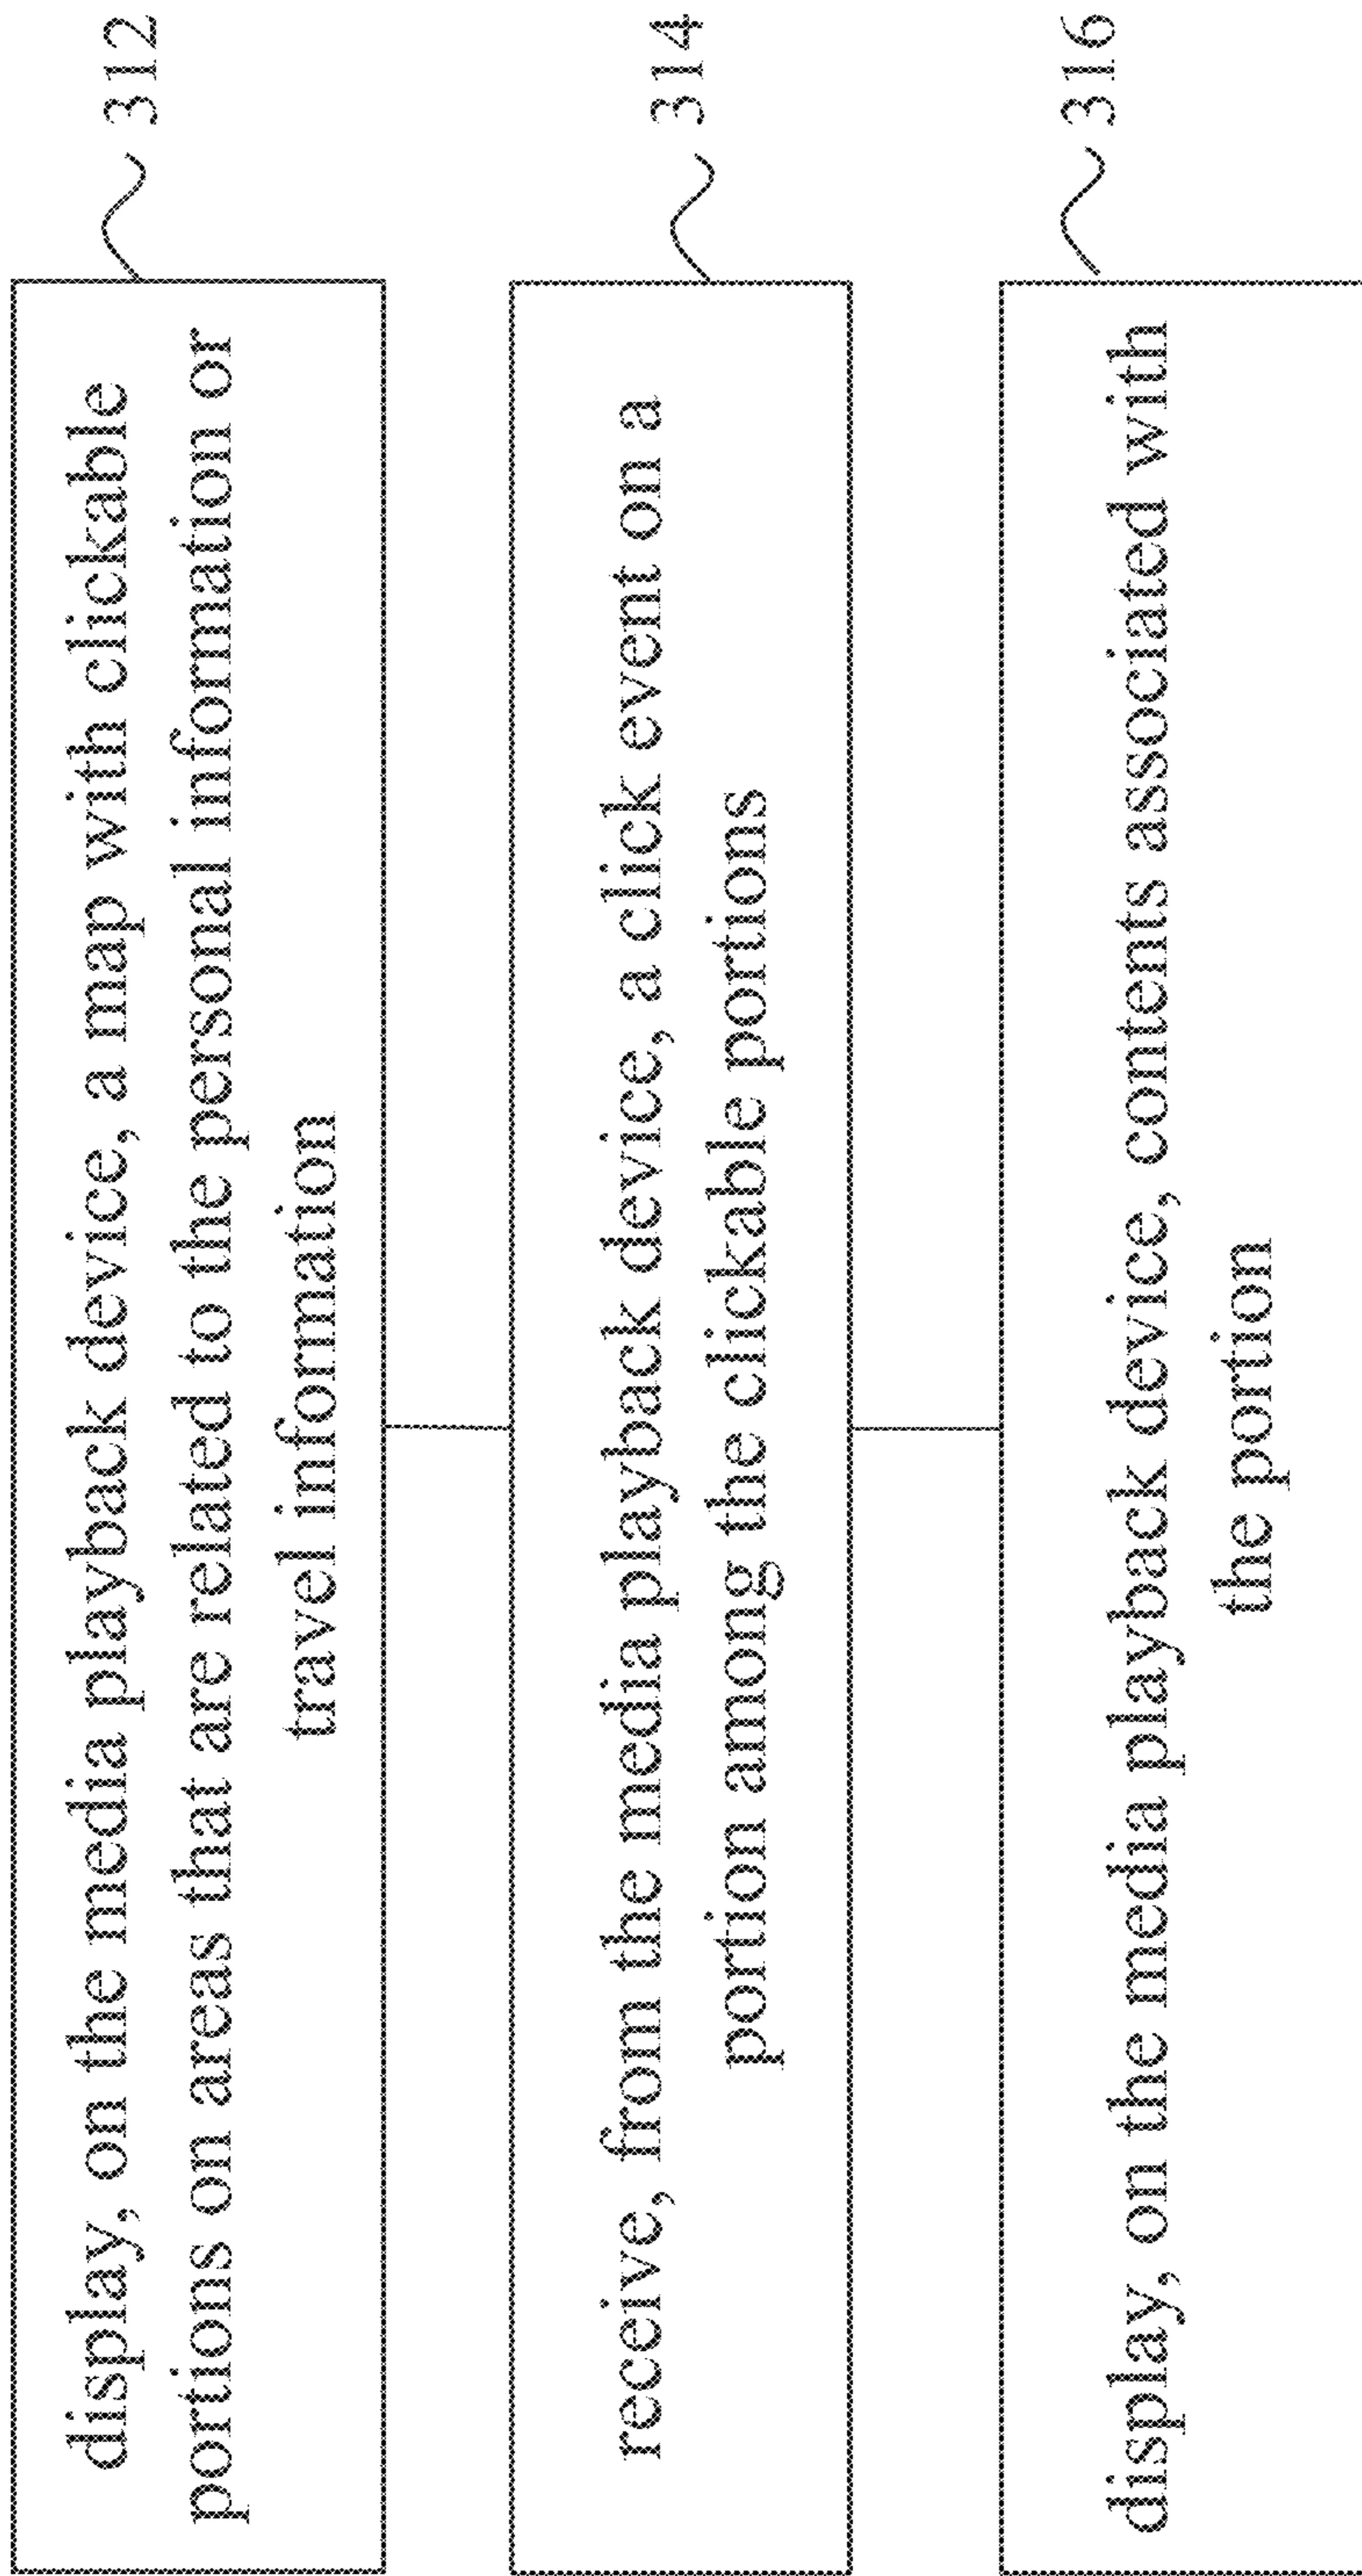 display, on the media playback device, a map with clickable
portions on areas that are related to the personal information or
travel information
312
receive, from the media playback device, a click event on a
portion among the clickable portions
314
display, on the media playback device, contents associated with
the portion
316